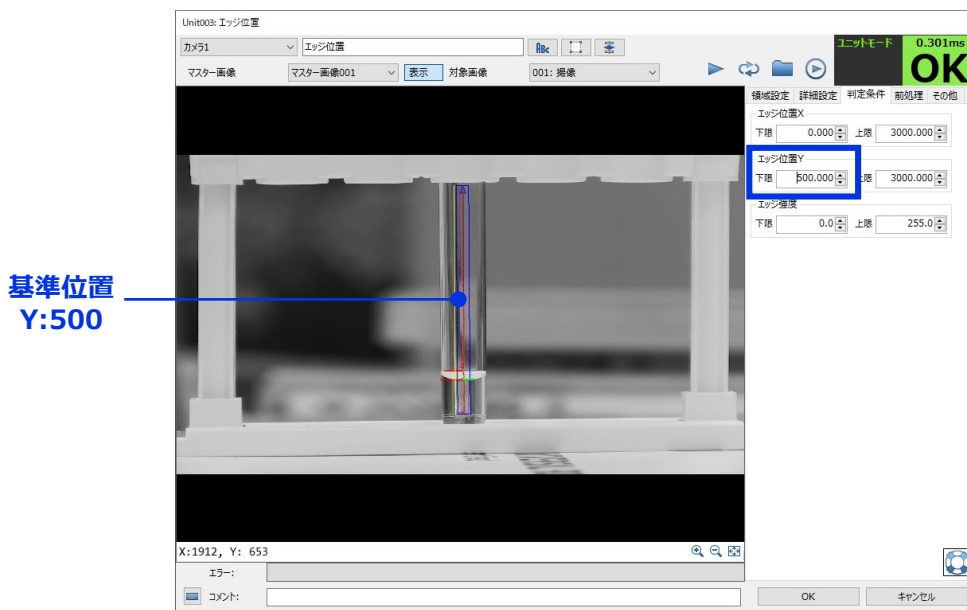 Unit003: エッジ位置
カメラ1 エッジ位置 ABC
マスター画像 マスター画像001 表示 対象画像 001: 撮像
ユニットモード 0.301ms
OK
領域設定 詳細設定 判定条件 前処理 その他
エッジ位置X
下限 0.000 上限 3000.000
エッジ位置Y
下限 500.000 上限 3000.000
エッジ強度
下限 0.0 上限 255.0
基準位置
Y:500
X:1912, Y: 653
エラー:
コメント:
OK キャンセル